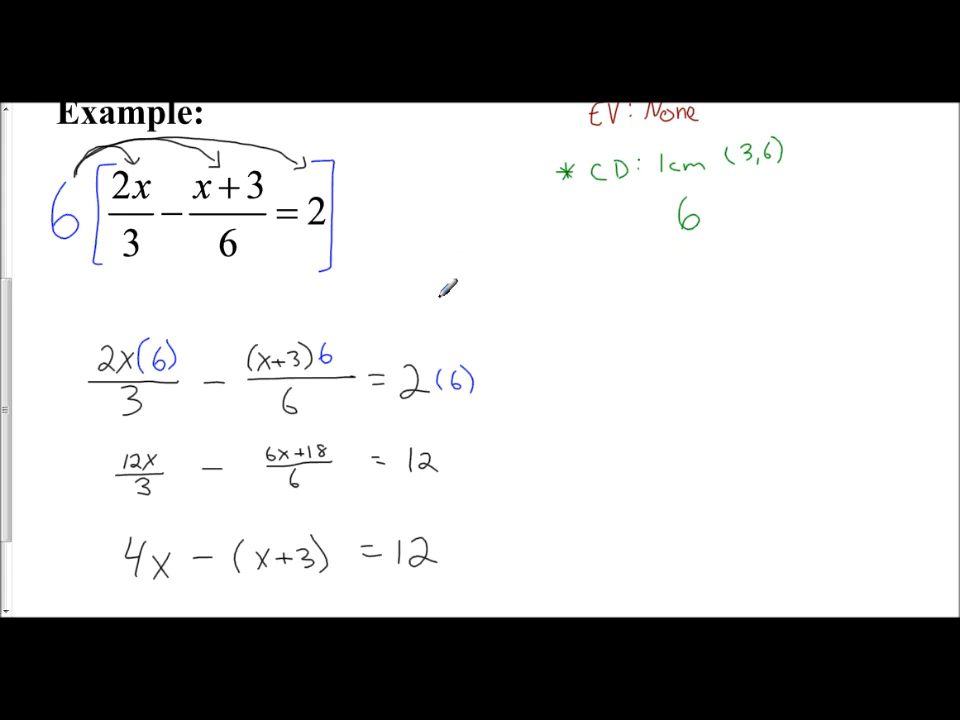 Example:
EV: None
* CD: lcm (3,6)
6
6[2x/3 − x+3/6 = 2]
2x(6)/3 − (x+3)6/6 = 2(6)
12x/3 − 6x+18/6 = 12
4x − (x+3) = 12